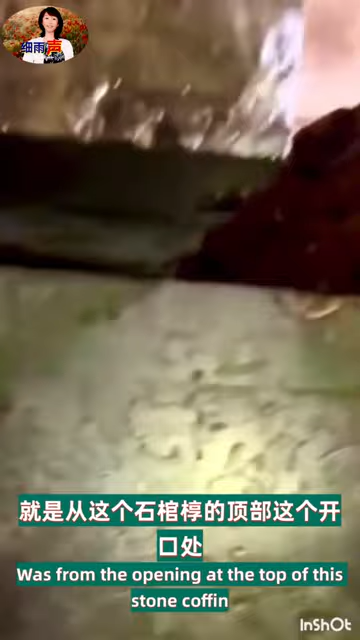 细雨声
就是从这个石棺椁的顶部这个开
口处
Was from the opening at the top of this
stone coffin
InShOt